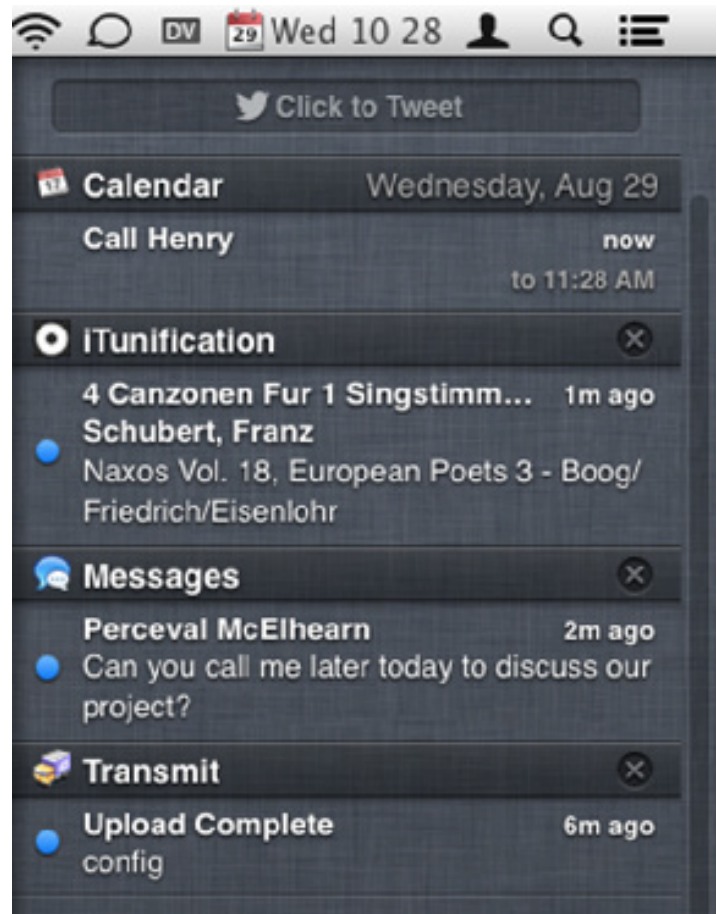 DV 29 Wed 10 28
Click to Tweet
17 Calendar Wednesday, Aug 29
Call Henry now
to 11:28 AM
iTunification
4 Canzonen Fur 1 Singstimm... 1m ago
Schubert, Franz
Naxos Vol. 18, European Poets 3 - Boog/
Friedrich/Eisenlohr
Messages
Perceval McElhearn 2m ago
Can you call me later today to discuss our
project?
Transmit
Upload Complete 6m ago
config